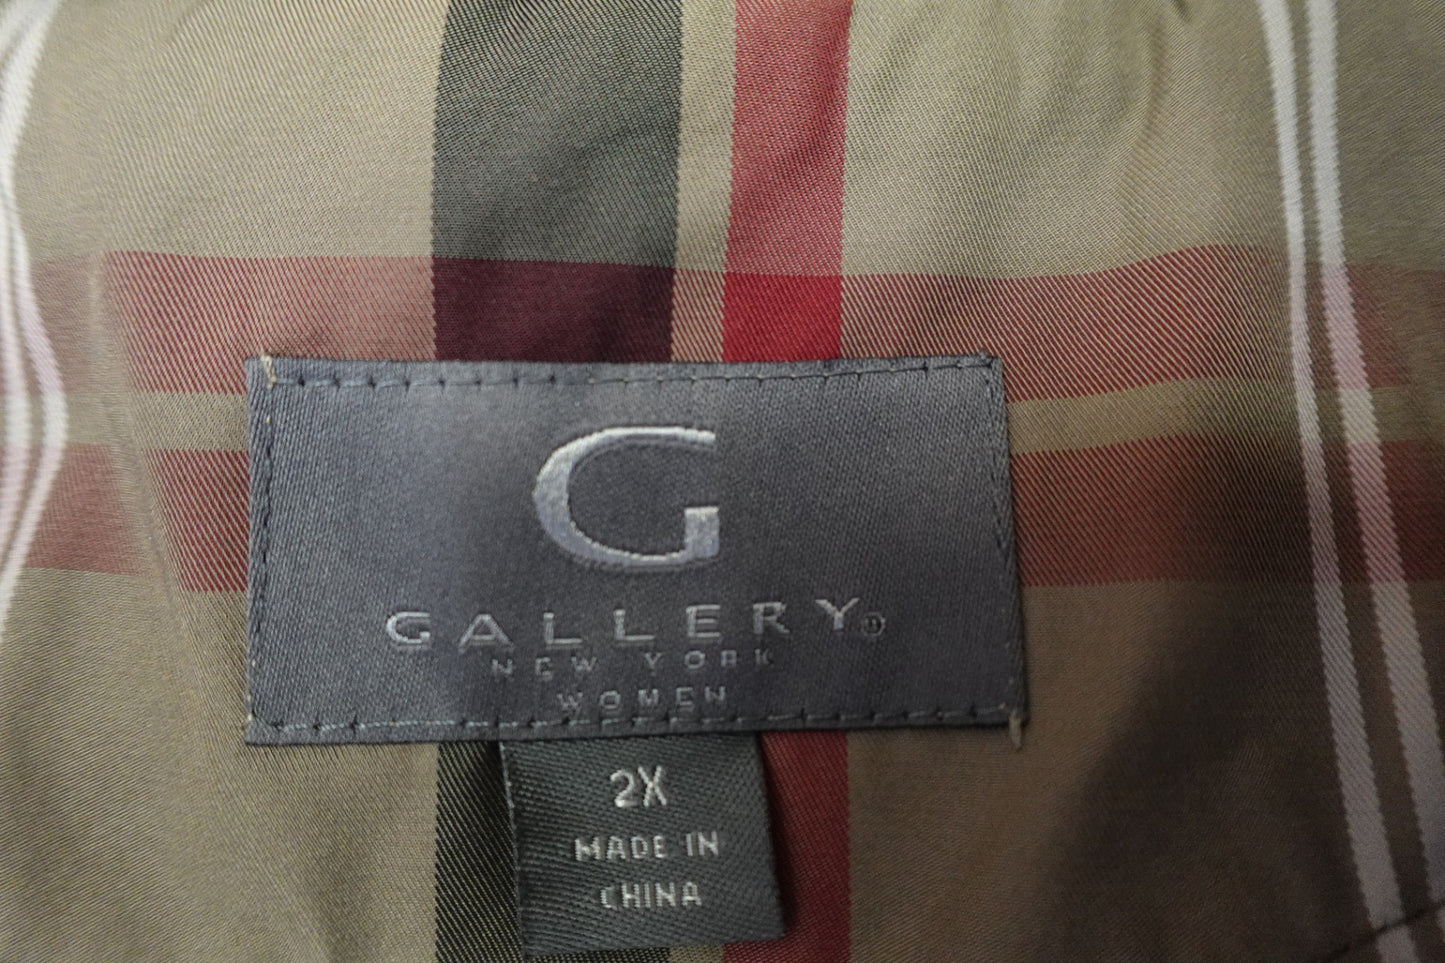 G
GALLERY®
NEW YORK
WOMEN
2X
MADE IN
CHINA